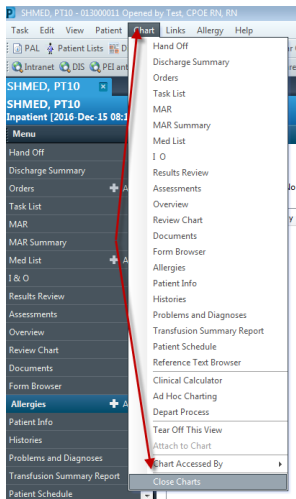 SHMED, PT10 - 013000011 Opened by Test, CPOE RN, RN
Task Edit View Patient Chart Links Allergy Help
PAL Patient Lists
Intranet DIS PEI
SHMED, PT10
SHMED, PT10
Inpatient [2016-Dec-15 08:1
Menu
Hand Off
Discharge Summary
Orders
Task List
MAR
MAR Summary
Med List
I & O
Results Review
Assessments
Overview
Review Chart
Documents
Form Browser
Allergies
Patient Info
Histories
Problems and Diagnoses
Transfusion Summary Report
Patient Schedule
Hand Off
Discharge Summary
Orders
Task List
MAR
MAR Summary
Med List
I O
Results Review
Assessments
Overview
Review Chart
Documents
Form Browser
Allergies
Patient Info
Histories
Problems and Diagnoses
Transfusion Summary Report
Patient Schedule
Reference Text Browser
Clinical Calculator
Ad Hoc Charting
Depart Process
Tear Off This View
Attach to Chart
Chart Accessed By
Close Charts